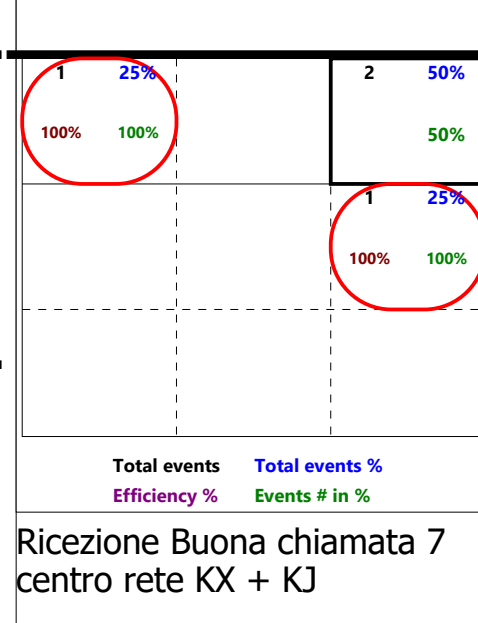 1 25% 2 50%
100% 100% 50%
1 25%
100% 100%
Total events Total events %
Efficiency % Events # in %
Ricezione Buona chiamata 7
centro rete KX + KJ